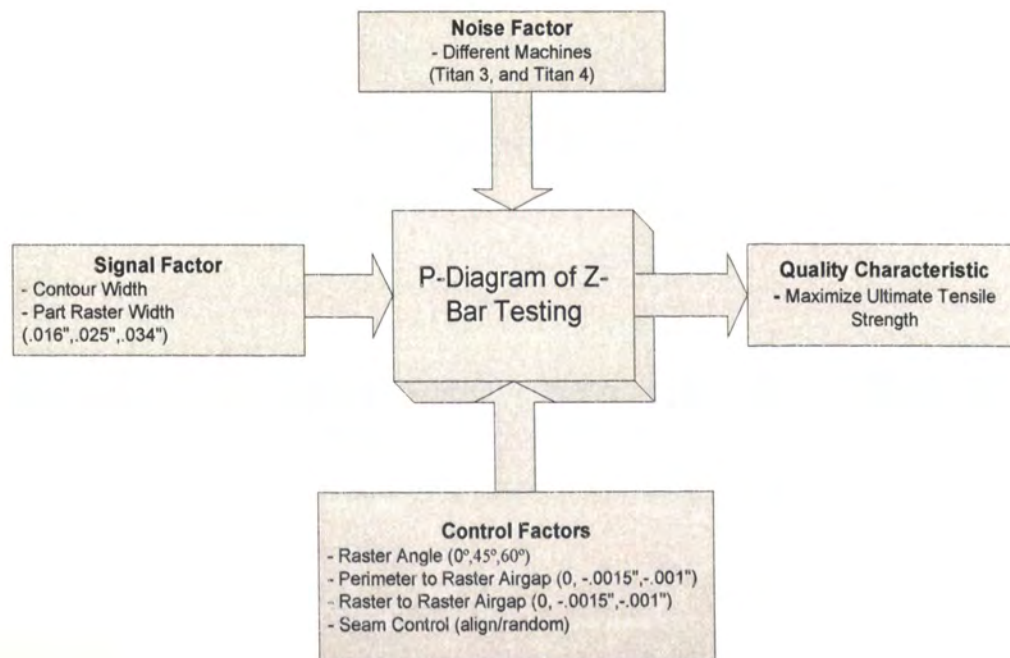 Noise Factor
- Different Machines
(Titan 3, and Titan 4)
Signal Factor
- Contour Width
- Part Raster Width
(.016",.025",.034")
P-Diagram of Z-
Bar Testing
Quality Characteristic
- Maximize Ultimate Tensile
Strength
Control Factors
- Raster Angle (0º,45º,60º)
- Perimeter to Raster Airgap (0, -.0015",-.001")
- Raster to Raster Airgap (0, -.0015",-.001")
- Seam Control (align/random)